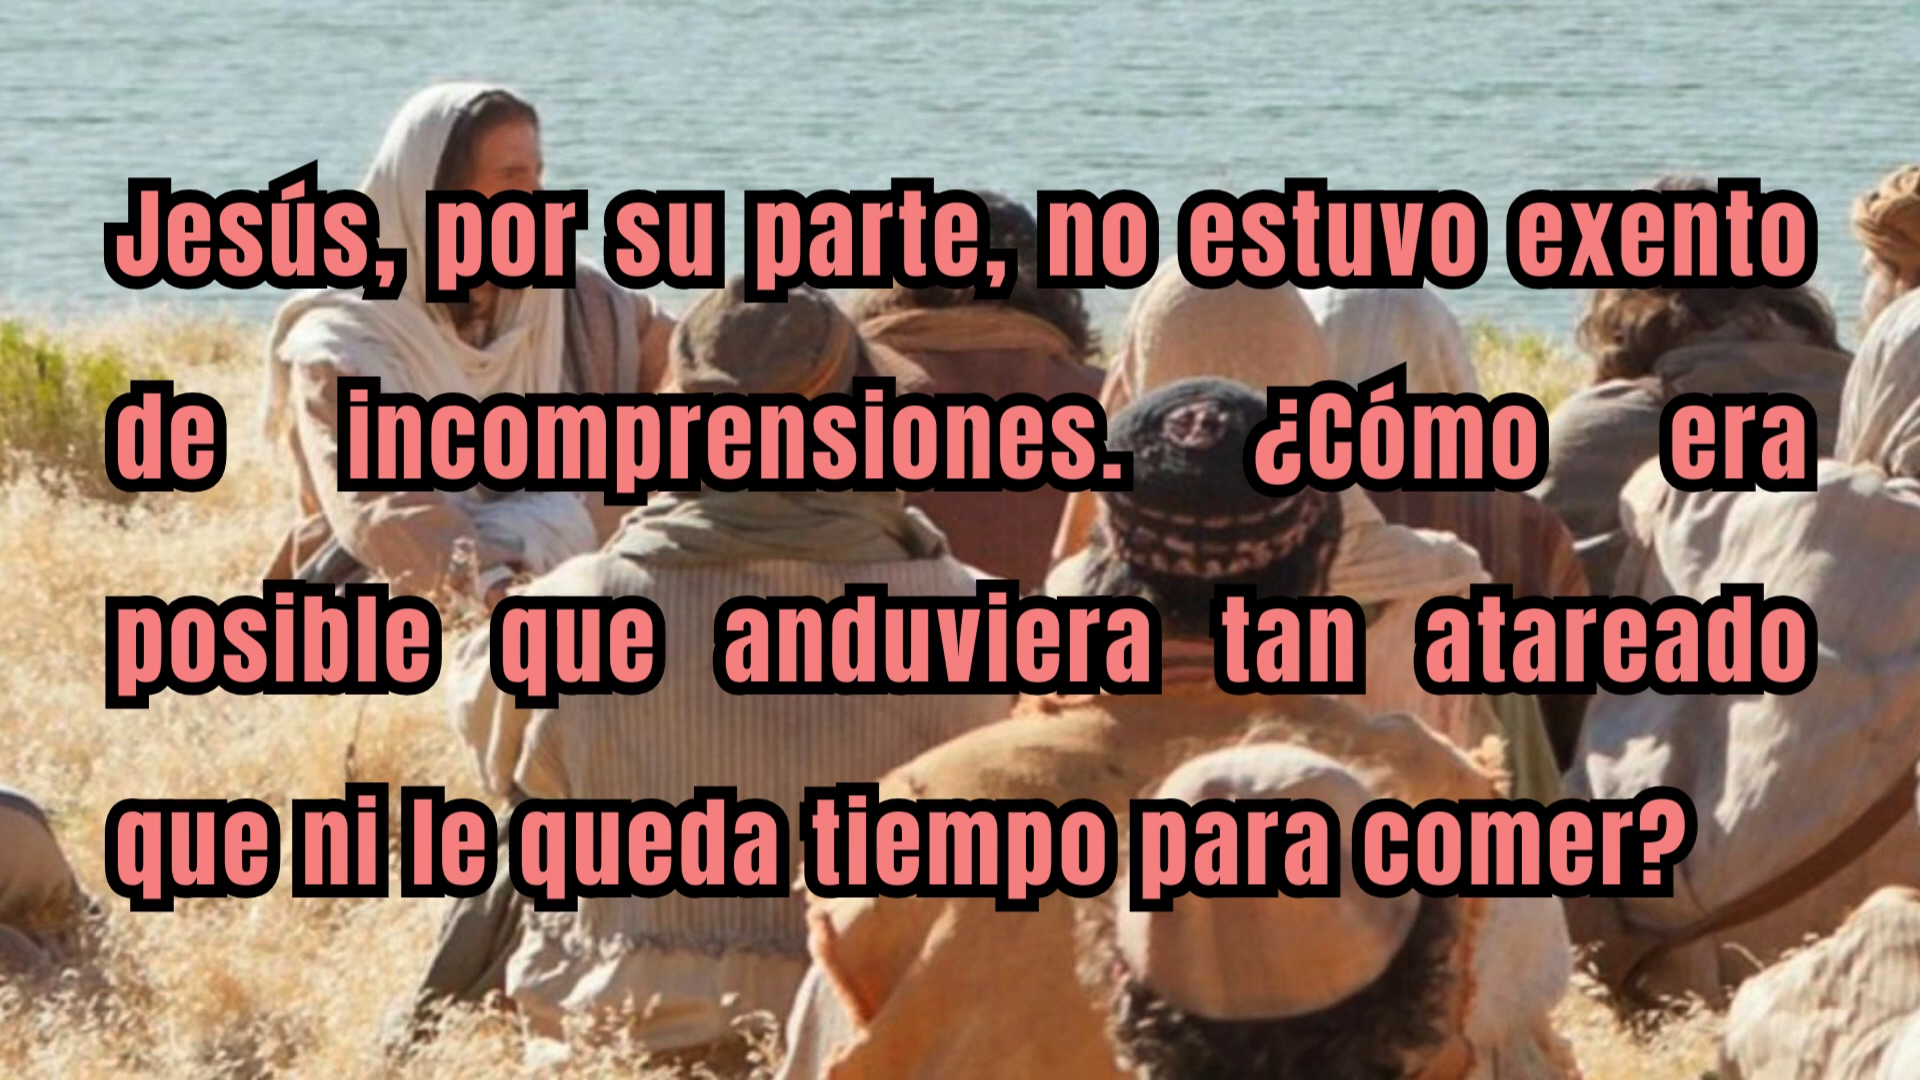 Jesús, por su parte, no estuvo exento
de incomprensiones. ¿Cómo era
posible que anduviera tan atareado
que ni le queda tiempo para comer?